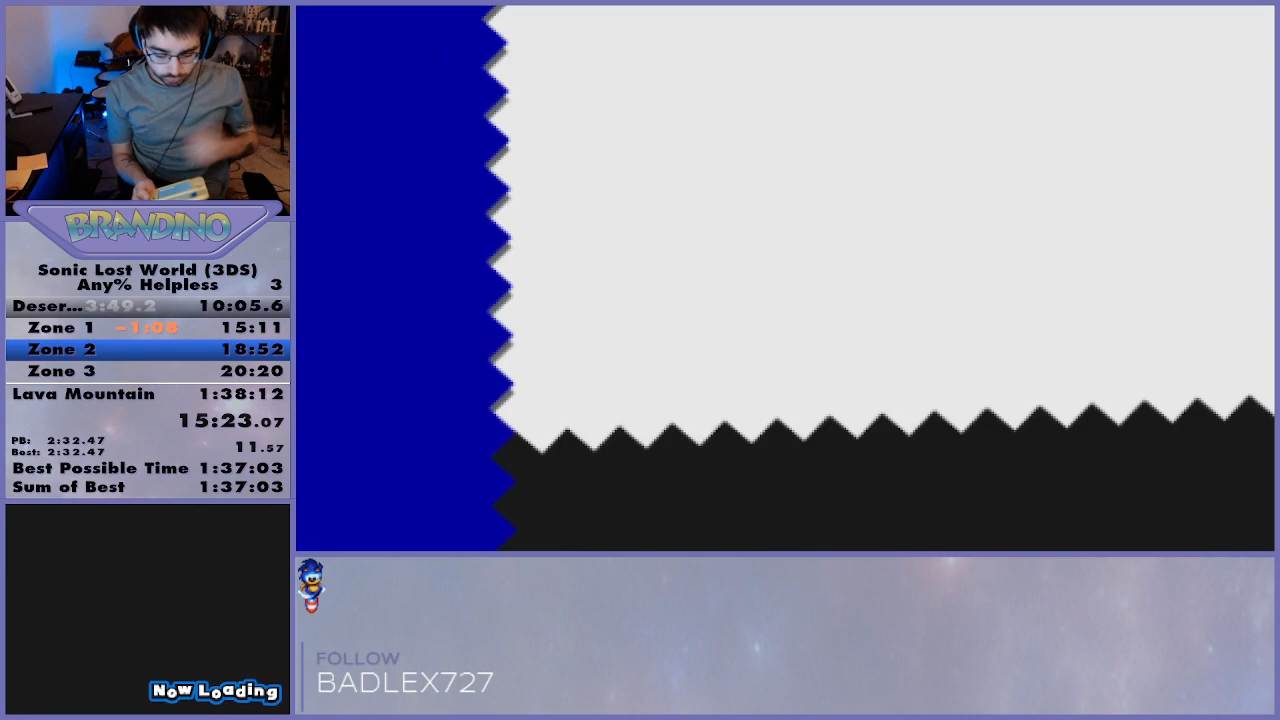 BRANDINO
Sonic Lost World (3DS)
Any% Helpless 3
Deser... 3:49.2 10:05.6
Zone 1 -1:08 15:11
Zone 2 18:52
Zone 3 20:20
Lava Mountain 1:38:12
15:23.07
PB: 2:32.47
Best: 2:32.47 11.57
Best Possible Time 1:37:03
Sum of Best 1:37:03
Now Loading
FOLLOW
BADLEX727